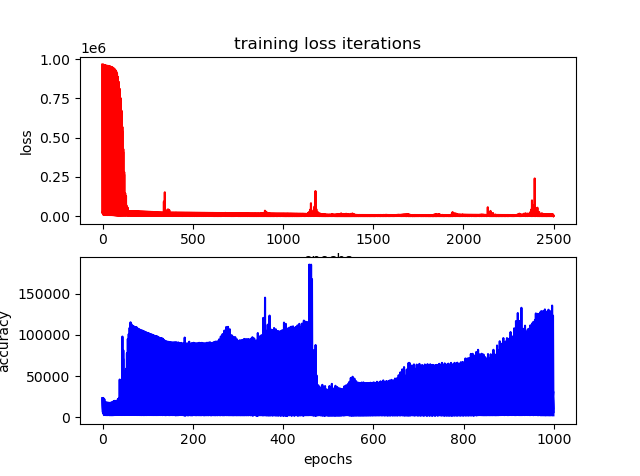 training loss iterations
1e6
1.00
0.75
0.50
0.25
0.00
loss
0 500 1000 1500 2000 2500
epochs
150000
100000
50000
0
accuracy
0 200 400 600 800 1000
epochs